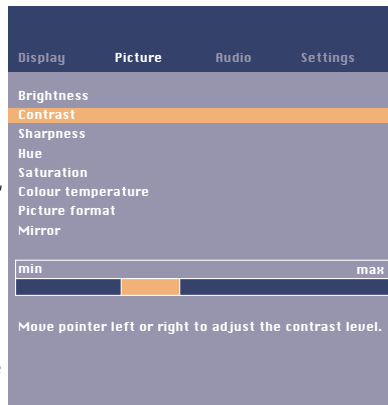 Display Picture Audio Settings
Brightness
Contrast
Sharpness
Hue
Saturation
Colour temperature
Picture format
Mirror
min max
Move pointer left or right to adjust the contrast level.